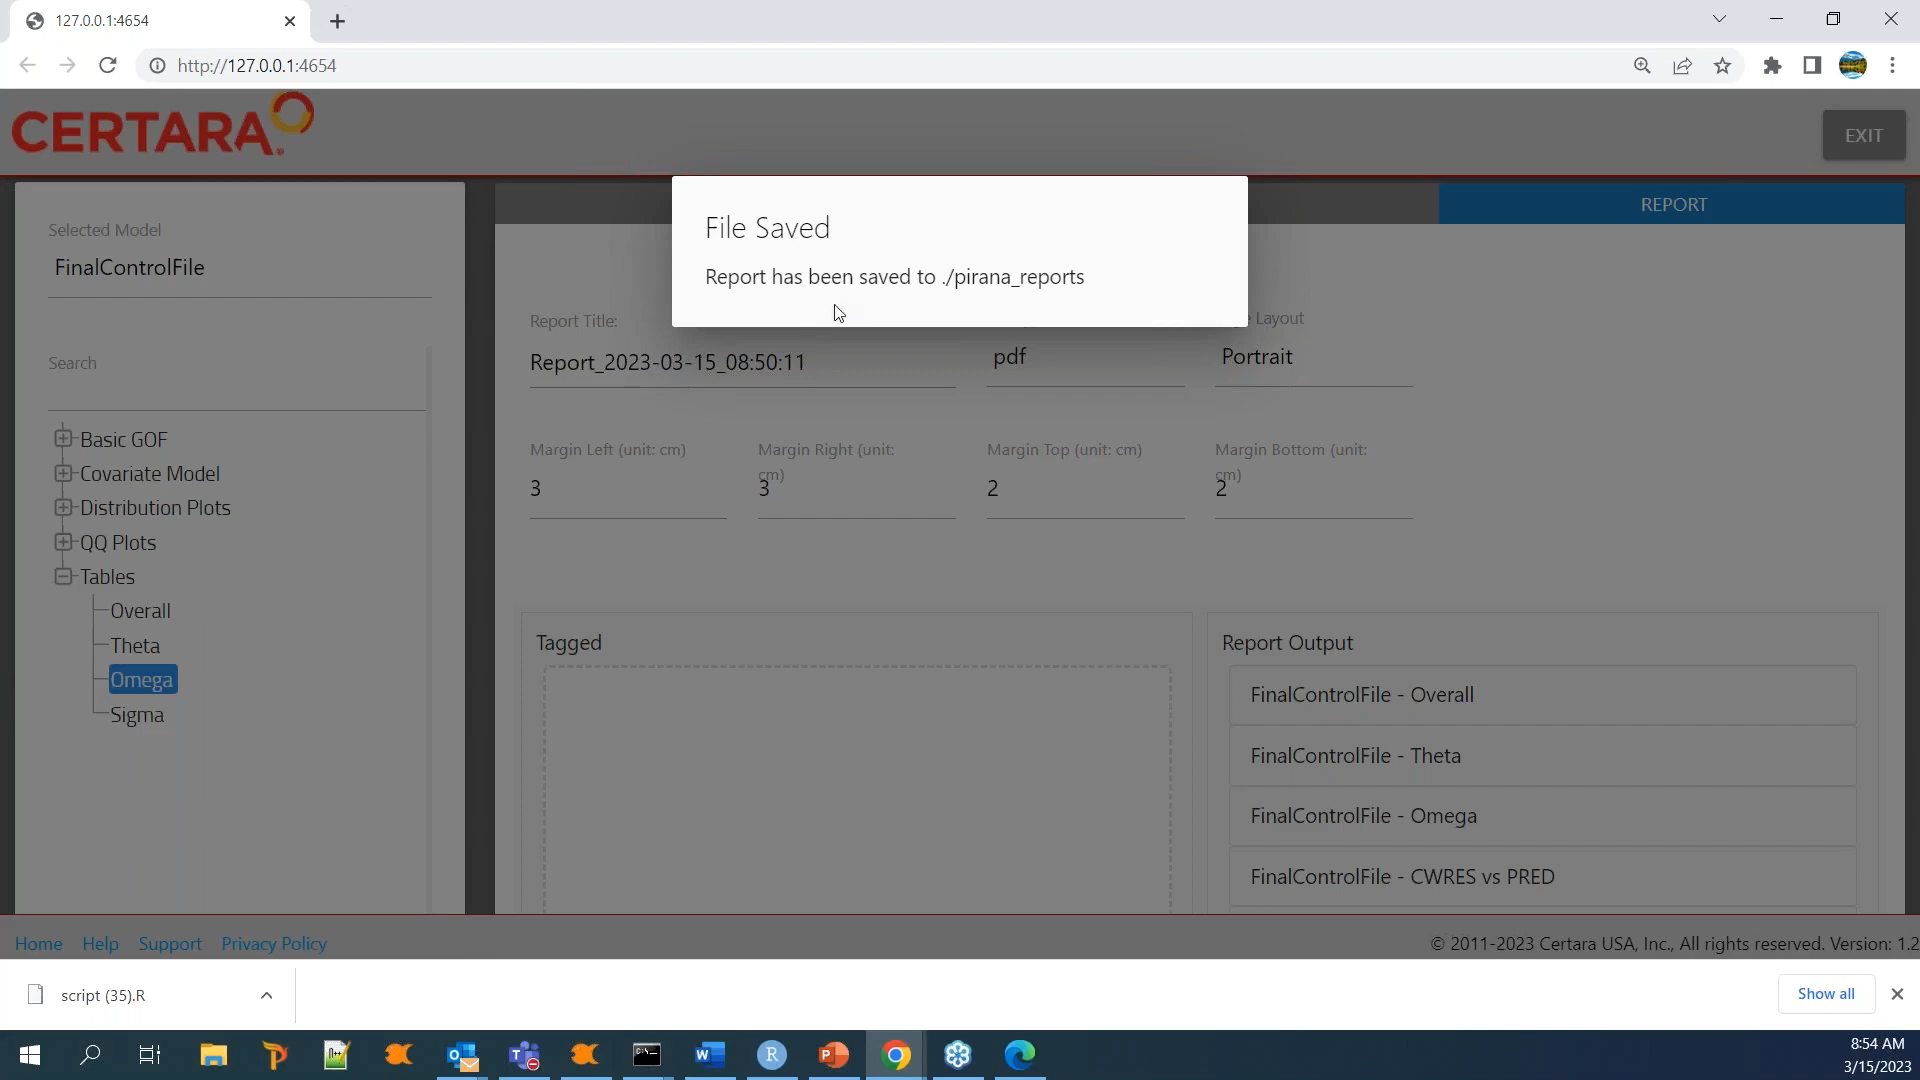 127.0.0.1:4654
http://127.0.0.1:4654
CERTARA
EXIT
Selected Model
FinalControlFile
Search
Basic GOF
Covariate Model
Distribution Plots
QQ Plots
Tables
Overall
Theta
Omega
Sigma
REPORT
File Saved
Report has been saved to ./pirana_reports
Report Title:
Layout
Report_2023-03-15_08:50:11
pdf
Portrait
Margin Left (unit: cm)
3
Margin Right (unit:
cm)
3
Margin Top (unit: cm)
2
Margin Bottom (unit:
cm)
2
Tagged
Report Output
FinalControlFile - Overall
FinalControlFile - Theta
FinalControlFile - Omega
FinalControlFile - CWRES vs PRED
Home Help Support Privacy Policy
© 2011-2023 Certara USA, Inc., All rights reserved. Version: 1.2
script (35).R
Show all
8:54 AM
3/15/2023